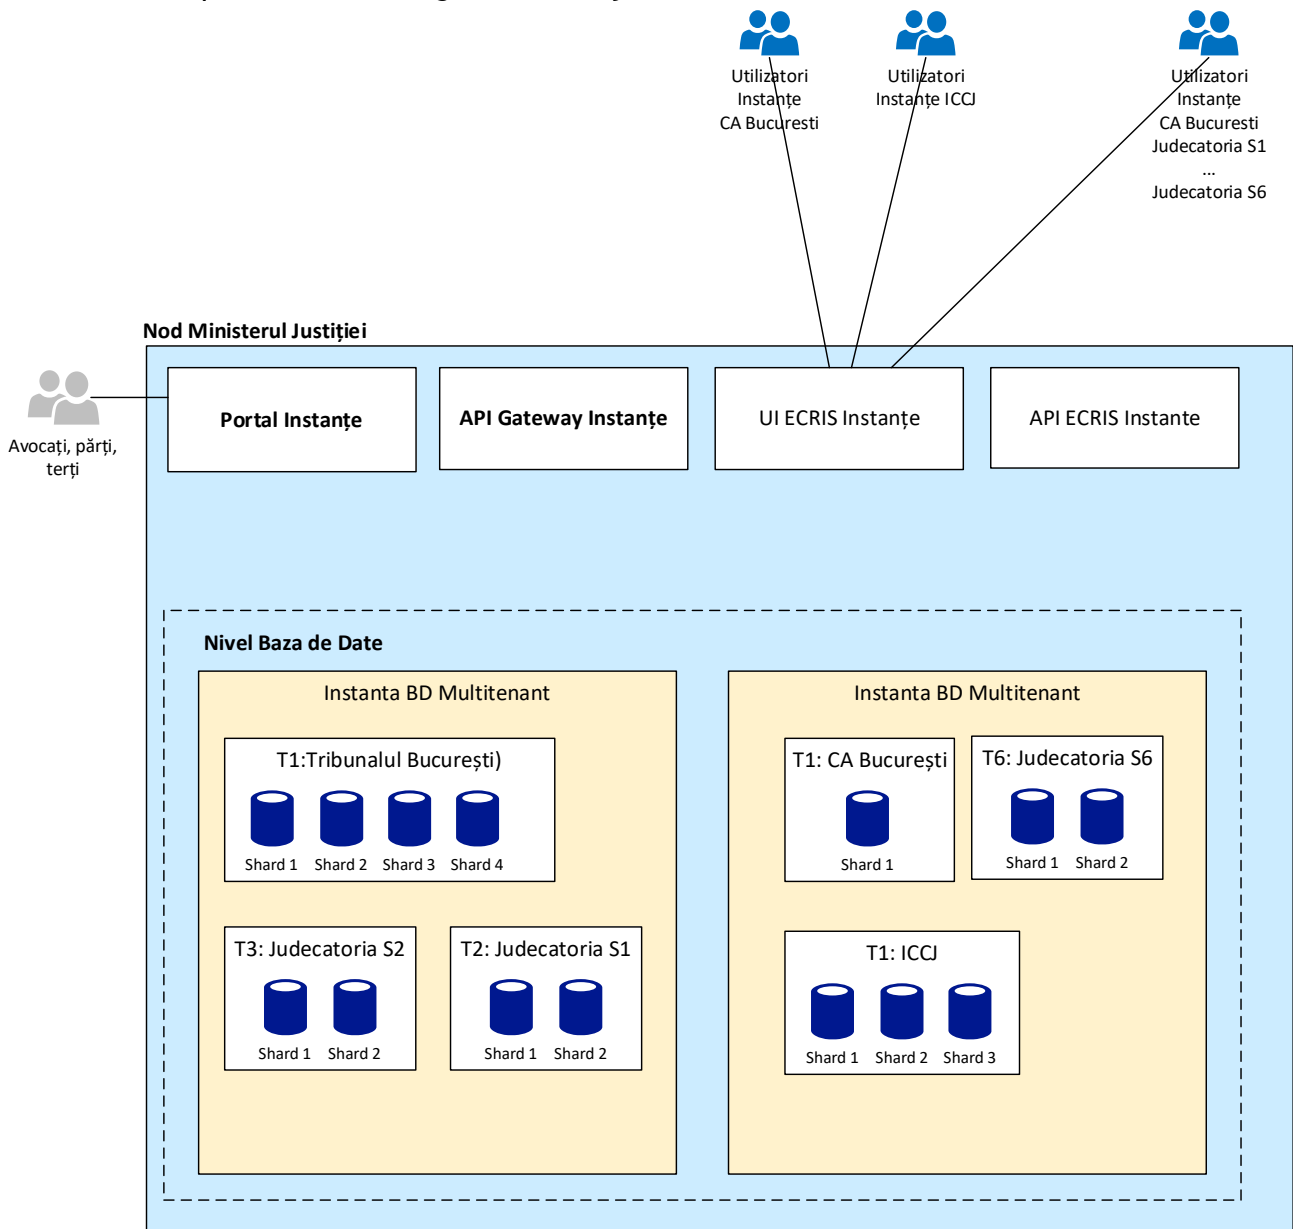 Utilizatori
Instanțe
CA Bucuresti
Utilizatori
Instanțe ICCJ
Utilizatori
Instanțe
CA Bucuresti
Judecatoria S1
...
Judecatoria S6
Nod Ministerul Justiției
Avocați, părți,
terți
Portal Instanțe
API Gateway Instanțe
UI ECRIS Instanțe
API ECRIS Instante
Nivel Baza de Date
Instanta BD Multitenant
T1:Tribunalul București)
Shard 1 Shard 2 Shard 3 Shard 4
T3: Judecatoria S2
Shard 1 Shard 2
T2: Judecatoria S1
Shard 1 Shard 2
Instanta BD Multitenant
T1: CA București
Shard 1
T6: Judecatoria S6
Shard 1 Shard 2
T1: ICCJ
Shard 1 Shard 2 Shard 3